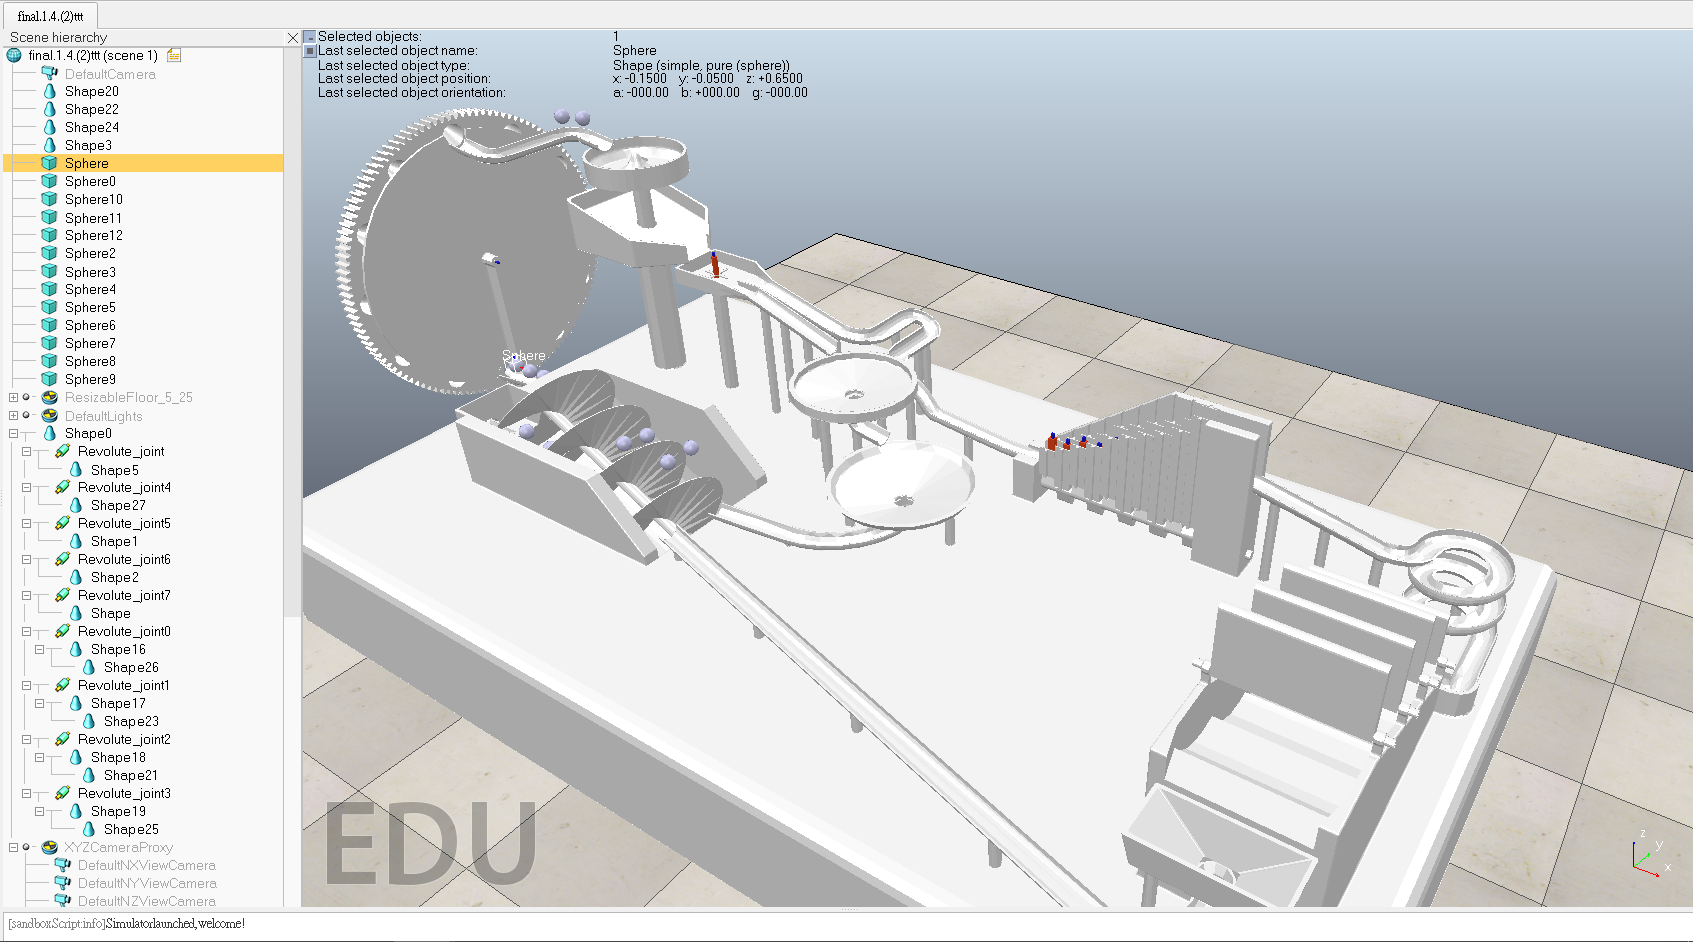 final.1.4.(2)ttt
Scene hierarchy
final.1.4.(2)ttt (scene 1)
DefaultCamera
Shape20
Shape22
Shape24
Shape3
Sphere
Sphere0
Sphere10
Sphere11
Sphere12
Sphere2
Sphere3
Sphere4
Sphere5
Sphere6
Sphere7
Sphere8
Sphere9
ResizableFloor_5_25
DefaultLights
Shape0
Revolute_joint
Shape5
Revolute_joint4
Shape27
Revolute_joint5
Shape1
Revolute_joint6
Shape2
Revolute_joint7
Shape
Revolute_joint0
Shape16
Shape26
Revolute_joint1
Shape17
Shape23
Revolute_joint2
Shape18
Shape21
Revolute_joint3
Shape19
Shape25
XYZCameraProxy
DefaultNXViewCamera
DefaultNYViewCamera
DefaultNZViewCamera
Selected objects: 1
Last selected object name: Sphere
Last selected object type: Shape (simple, pure (sphere))
Last selected object position: x: -0.1500 y: -0.0500 z: +0.6500
Last selected object orientation: a: -000.00 b: +000.00 g: -000.00
Sphere
EDU
z
y
x
[sandboxScript:info]Simulatorlaunched,welcome!